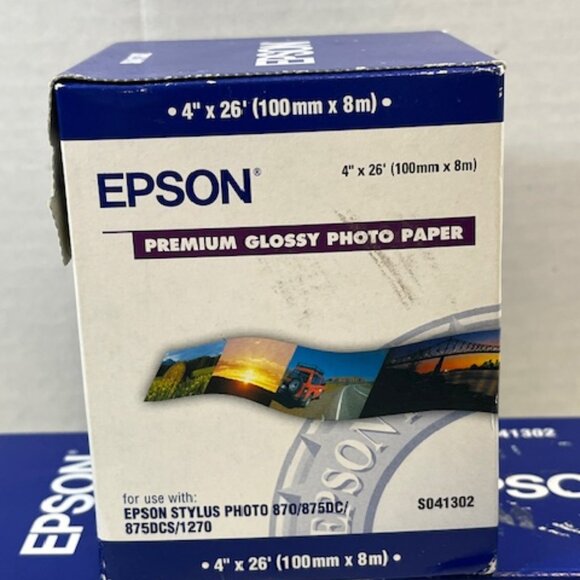 EPSON
• 4" x 26' (100mm x 8m) •
EPSON®
4" x 26' (100mm x 8m)
PREMIUM GLOSSY PHOTO PAPER
EPSON
for use with:
EPSON STYLUS PHOTO 870/875DC/
875DCS/1270
S041302
• 4" x 26' (100mm x 8m) •
EPSON
041302
EPSO